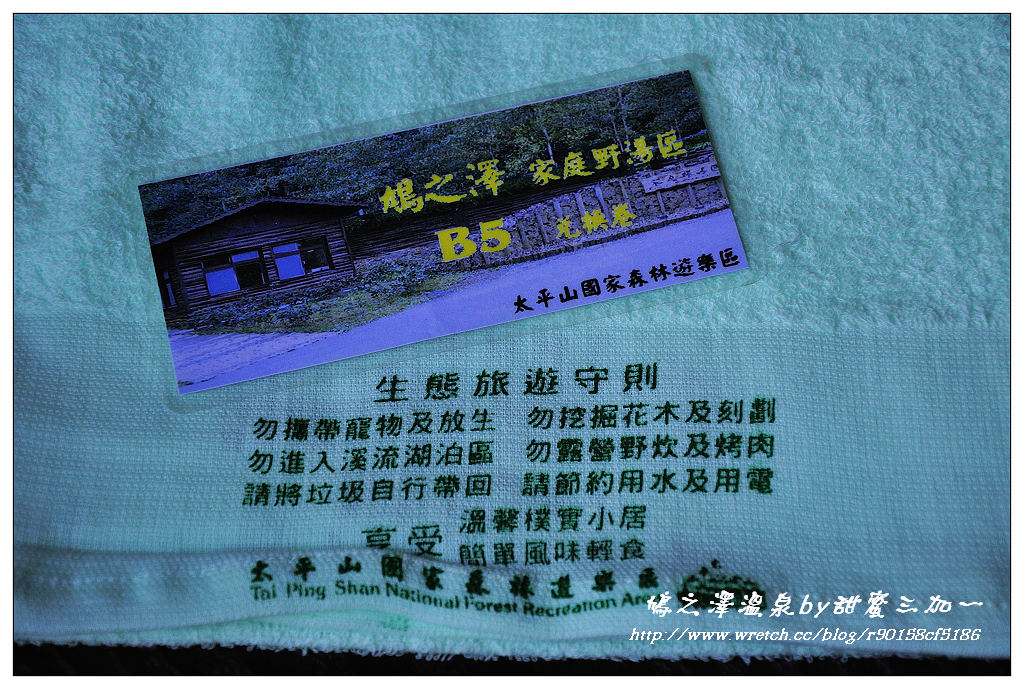 鳩之澤 家庭野湯區
B5 兌換卷
太平山國家森林遊樂區
生態旅遊守則
勿攜帶寵物及放生 勿挖掘花木及刻劃
勿進入溪流湖泊區 勿露營野炊及烤肉
請將垃圾自行帶回 請節約用水及用電
享受 溫馨樸實小居
簡單風味輕食
太平山國家森林遊樂區
Tai Ping Shan National Forest Recreation Area
鳩之澤溫泉by甜蜜三加一
http://www.wretch.cc/blog/r90158cf5186